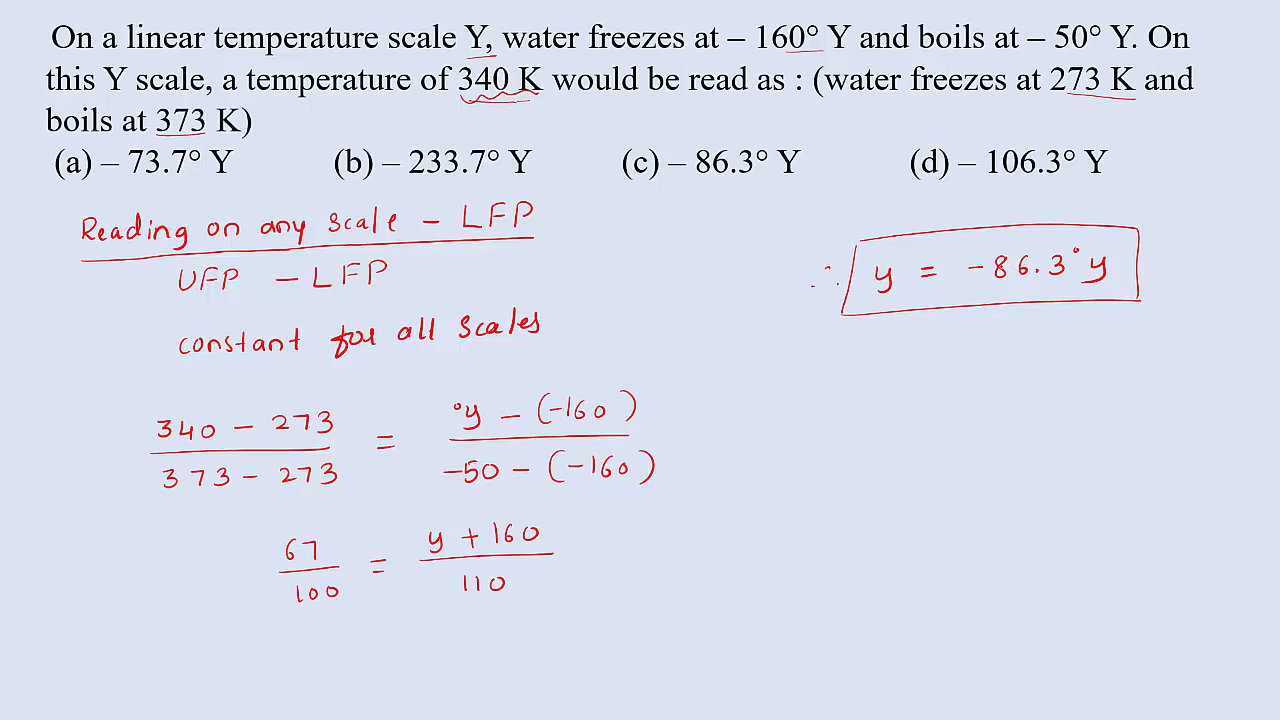 On a linear temperature scale Y, water freezes at – 160° Y and boils at – 50° Y. On
this Y scale, a temperature of 340 K would be read as : (water freezes at 273 K and
boils at 373 K)
(a) – 73.7° Y (b) – 233.7° Y (c) – 86.3° Y (d) – 106.3° Y
Reading on any scale – LFP
UFP – LFP
constant for all scales
340 – 273 = °y – (-160)
373 – 273 -50 – (-160)
67 = y + 160
100 110
∴ y = -86.3° y